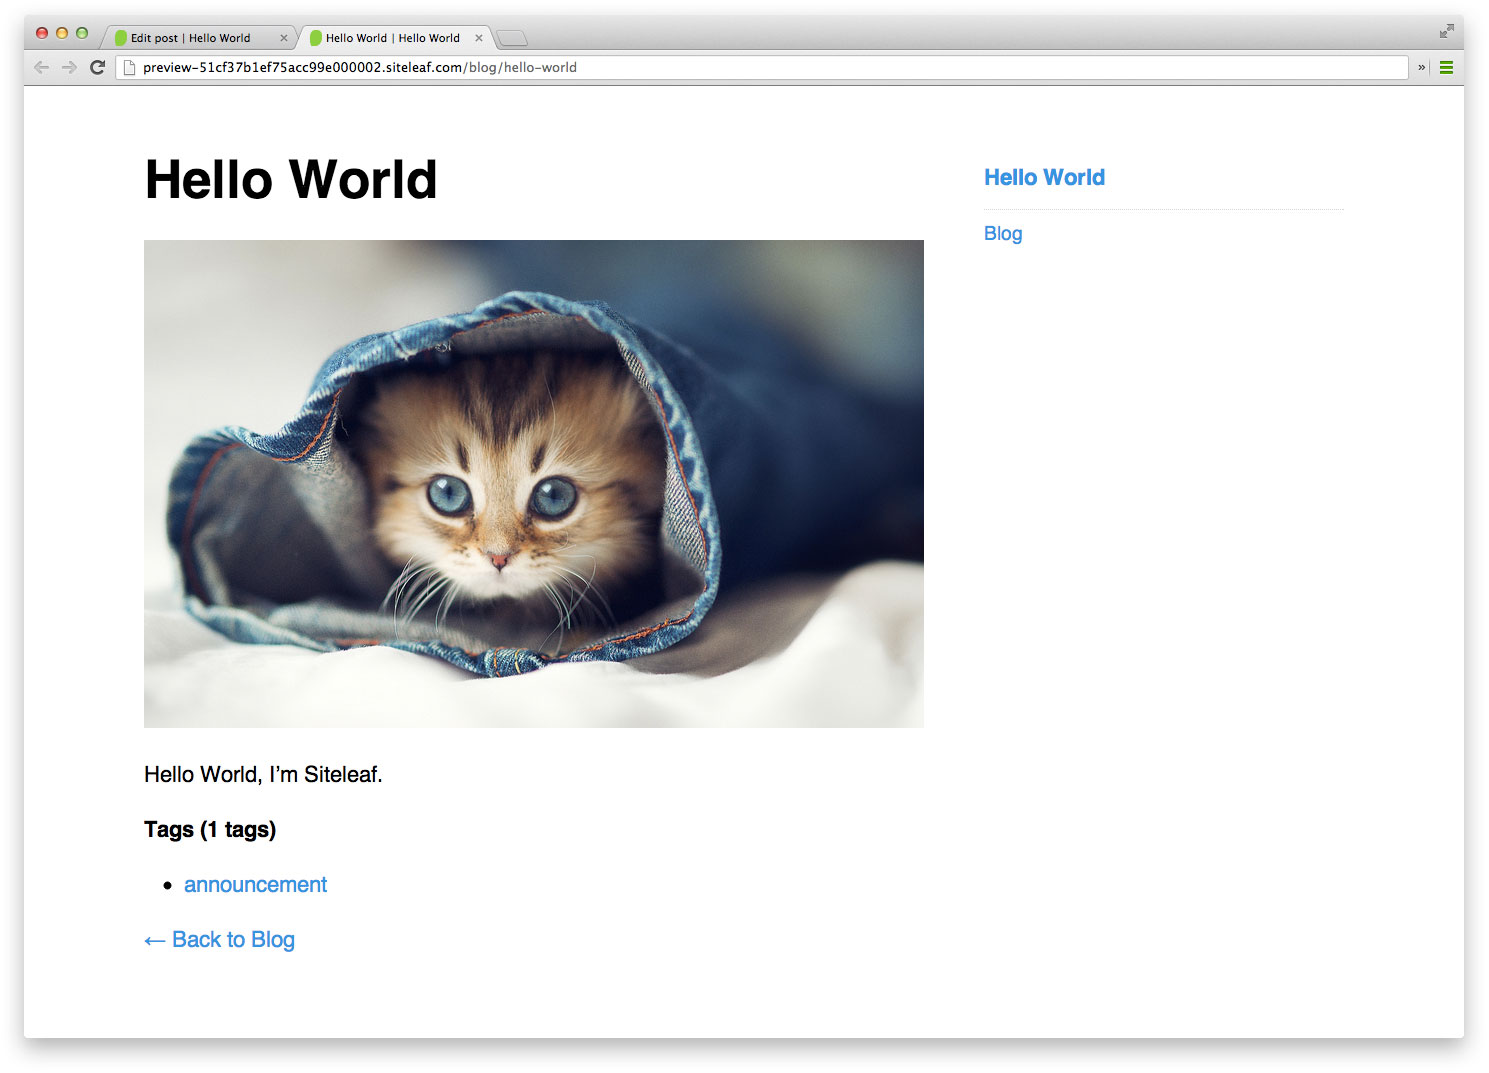 Edit post | Hello World
Hello World | Hello World
preview-51cf37b1ef75acc99e000002.siteleaf.com/blog/hello-world
»
Hello World
Hello World
Blog
Hello World, I’m Siteleaf.
Tags (1 tags)
• announcement
← Back to Blog